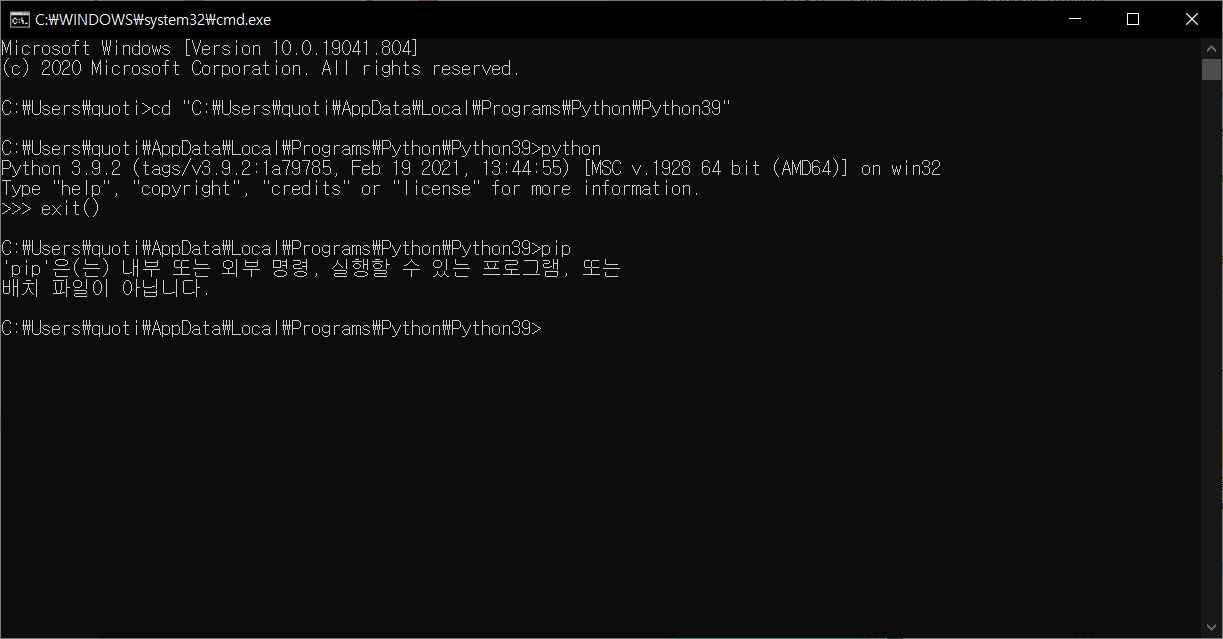 C:₩WINDOWS₩system32₩cmd.exe
Microsoft Windows [Version 10.0.19041.804]
(c) 2020 Microsoft Corporation. All rights reserved.
C:₩Users₩quoti>cd "C:₩Users₩quoti₩AppData₩Local₩Programs₩Python₩Python39"
C:₩Users₩quoti₩AppData₩Local₩Programs₩Python₩Python39>python
Python 3.9.2 (tags/v3.9.2:1a79785, Feb 19 2021, 13:44:55) [MSC v.1928 64 bit (AMD64)] on win32
Type "help", "copyright", "credits" or "license" for more information.
>>> exit()
C:₩Users₩quoti₩AppData₩Local₩Programs₩Python₩Python39>pip
'pip'은(는) 내부 또는 외부 명령, 실행할 수 있는 프로그램, 또는
배치 파일이 아닙니다.
C:₩Users₩quoti₩AppData₩Local₩Programs₩Python₩Python39>